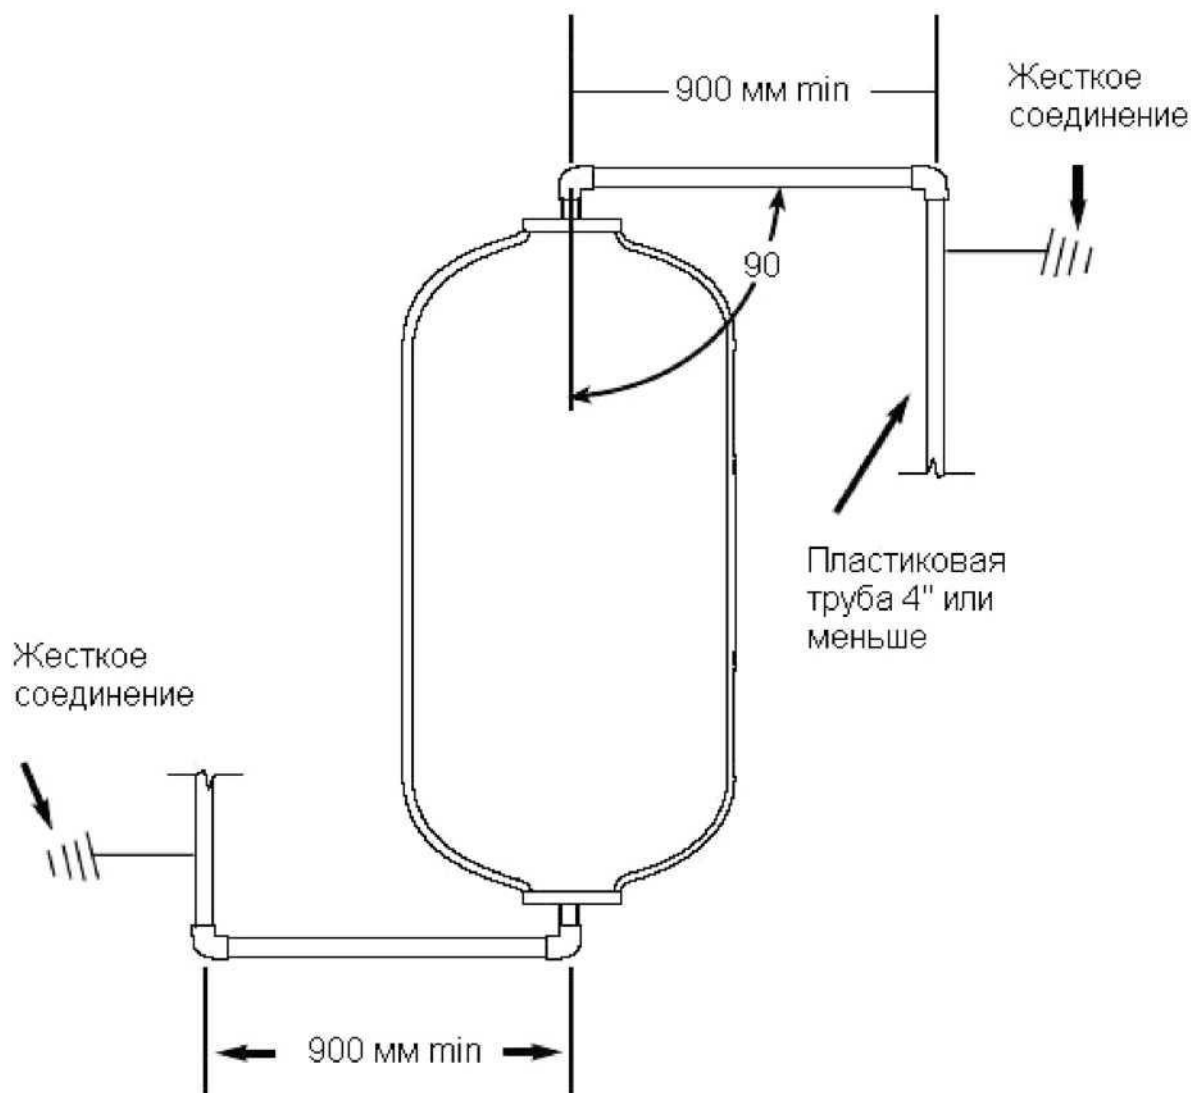 900 мм min
Жесткое
соединение
90
Пластиковая
труба 4" или
меньше
Жесткое
соединение
900 мм min